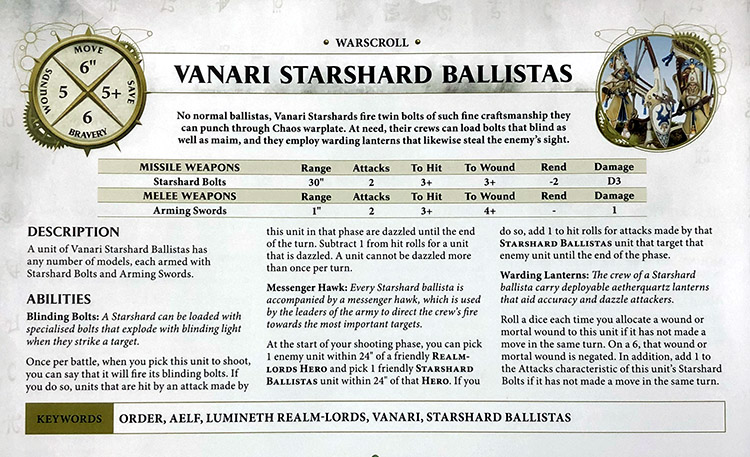 • WARSCROLL •
VANARI STARSHARD BALLISTAS
MOVE
6"
WOUNDS
5
5+
SAVE
6
BRAVERY
No normal ballistas, Vanari Starshards fire twin bolts of such fine craftsmanship they
can punch through Chaos warplate. At need, their crews can load bolts that blind as
well as maim, and they employ warding lanterns that likewise steal the enemy's sight.
MISSILE WEAPONS Range Attacks To Hit To Wound Rend Damage
Starshard Bolts 30" 2 3+ 3+ -2 D3
MELEE WEAPONS Range Attacks To Hit To Wound Rend Damage
Arming Swords 1" 2 3+ 4+ - 1
DESCRIPTION
A unit of Vanari Starshard Ballistas has
any number of models, each armed with
Starshard Bolts and Arming Swords.
ABILITIES
Blinding Bolts: A Starshard can be loaded with
specialised bolts that explode with blinding light
when they strike a target.
Once per battle, when you pick this unit to shoot,
you can say that it will fire its blinding bolts. If
you do so, units that are hit by an attack made by
this unit in that phase are dazzled until the end
of the turn. Subtract 1 from hit rolls for a unit
that is dazzled. A unit cannot be dazzled more
than once per turn.
Messenger Hawk: Every Starshard ballista is
accompanied by a messenger hawk, which is used
by the leaders of the army to direct the crew's fire
towards the most important targets.
At the start of your shooting phase, you can pick
1 enemy unit within 24" of a friendly REALM-
LORDS HERO and pick 1 friendly STARSHARD
BALLISTAS unit within 24" of that HERO. If you
do so, add 1 to hit rolls for attacks made by that
STARSHARD BALLISTAS unit that target that
enemy unit until the end of the phase.
Warding Lanterns: The crew of a Starshard
ballista carry deployable aetherquartz lanterns
that aid accuracy and dazzle attackers.
Roll a dice each time you allocate a wound or
mortal wound to this unit if it has not made a
move in the same turn. On a 6, that wound or
mortal wound is negated. In addition, add 1 to
the Attacks characteristic of this unit's Starshard
Bolts if it has not made a move in the same turn.
KEYWORDS ORDER, AELF, LUMINETH REALM-LORDS, VANARI, STARSHARD BALLISTAS